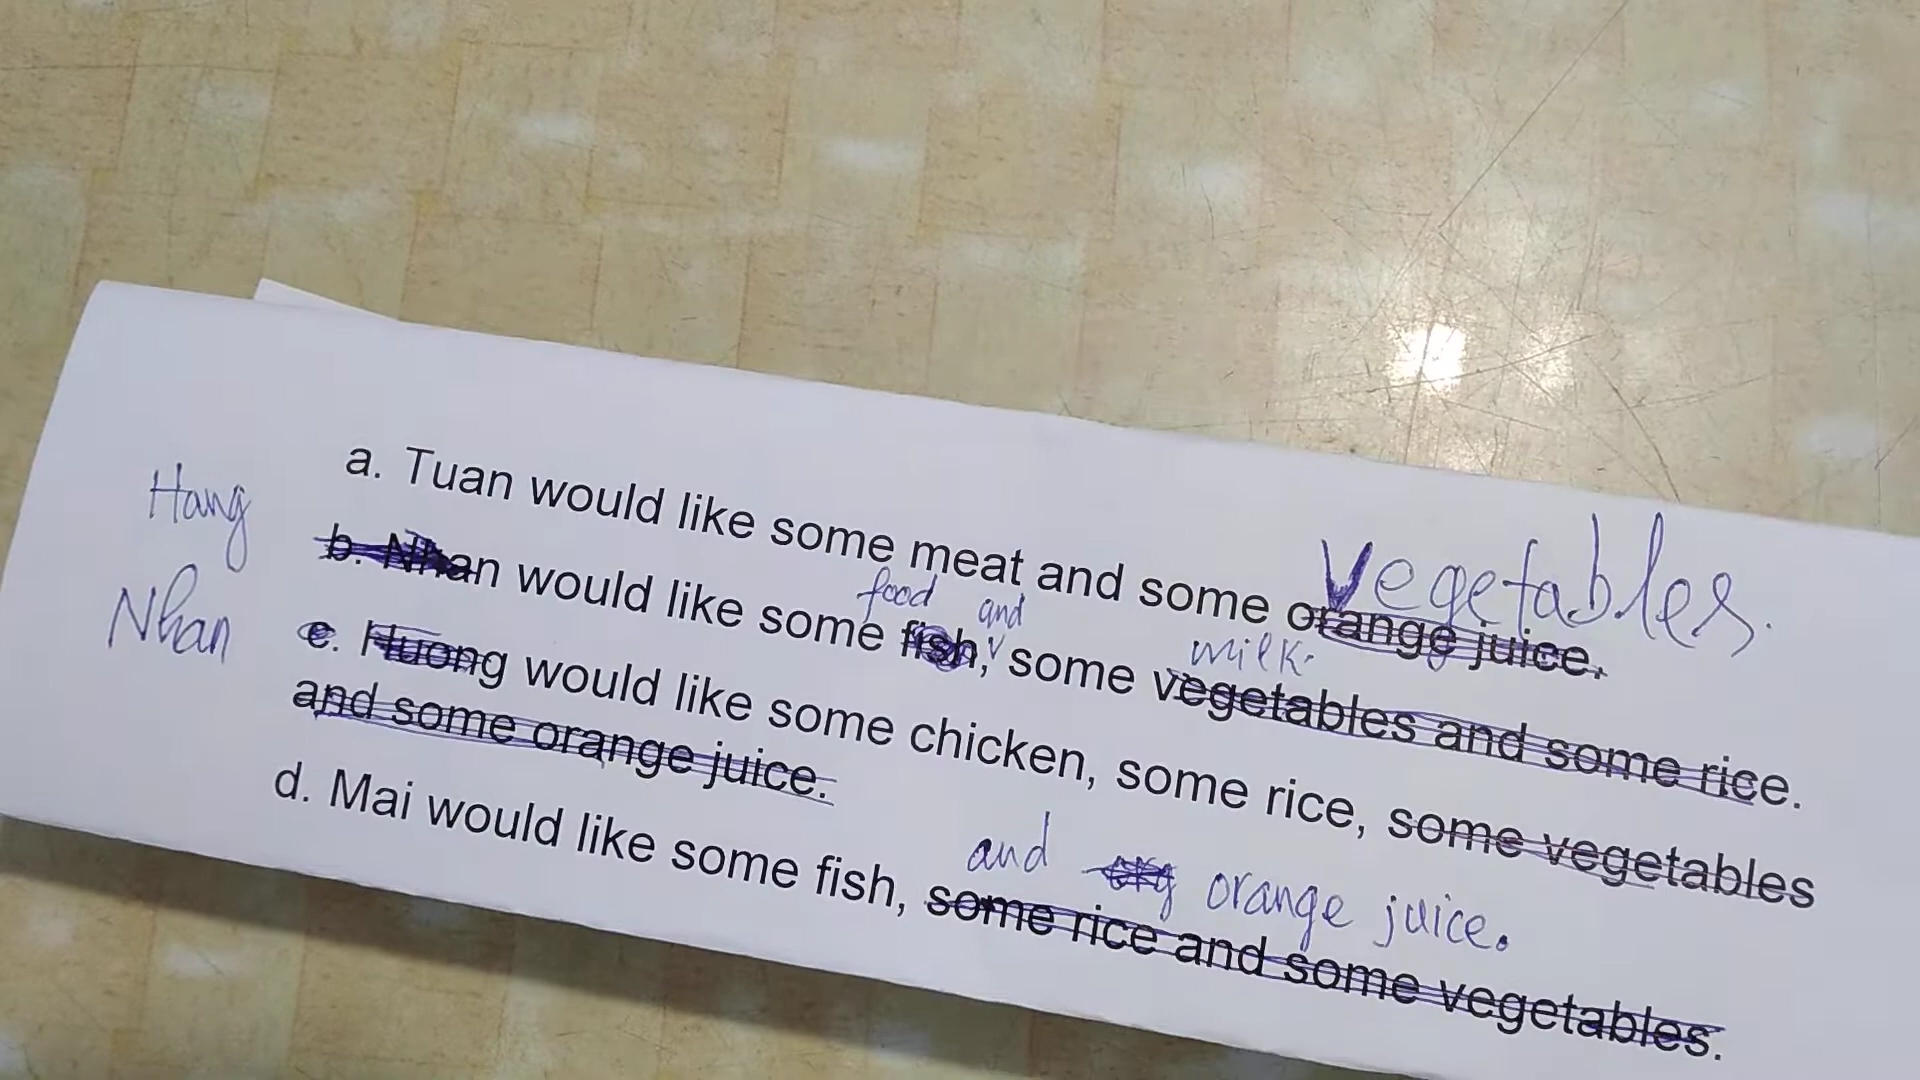 vegetables.
a. Tuan would like some meat and some orange juice.
Hang
food and milk.
b. Nhan would like some fish, some vegetables and some rice.
Nhan
c. Huong would like some chicken, some rice, some vegetables
and some orange juice.
and orange juice.
d. Mai would like some fish, some rice and some vegetables.